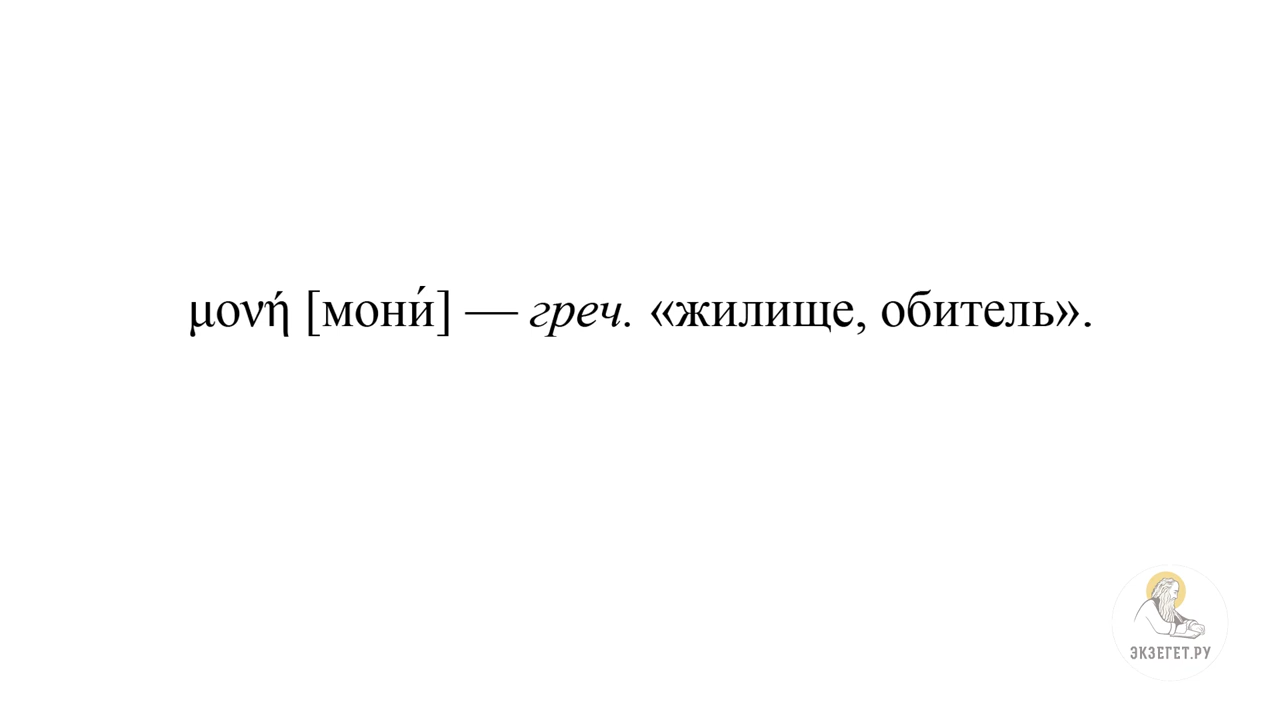 μονή [мони́] — греч. «жилище, обитель».
ЭКЗЕГЕТ.РУ